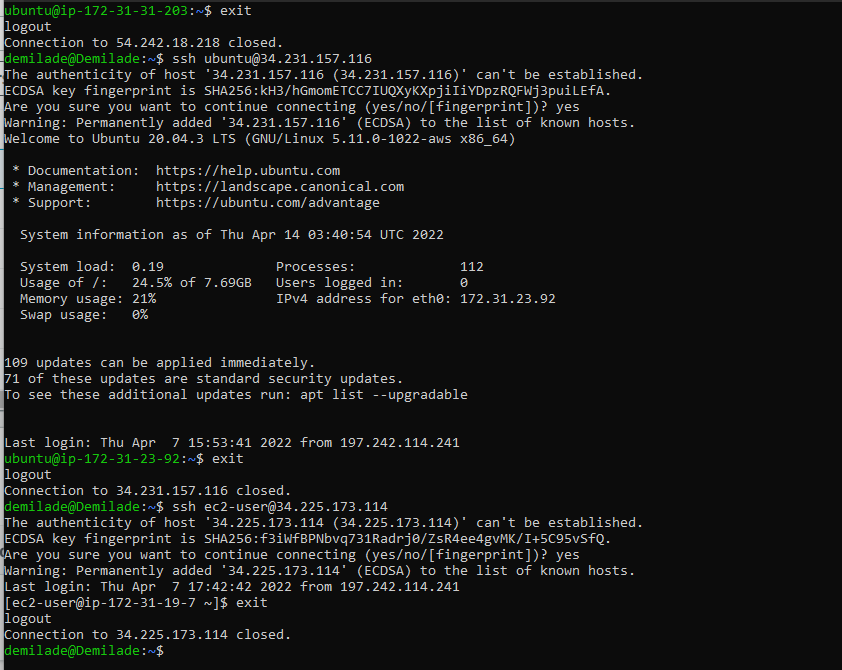 ubuntu@ip-172-31-31-203:~$ exit
logout
Connection to 54.242.18.218 closed.
demilade@Demilade:~$ ssh ubuntu@34.231.157.116
The authenticity of host '34.231.157.116 (34.231.157.116)' can't be established.
ECDSA key fingerprint is SHA256:kH3/hGmomETCC7IUQXyKXpjiIiYDpzRQFWj3puiLEfA.
Are you sure you want to continue connecting (yes/no/[fingerprint])? yes
Warning: Permanently added '34.231.157.116' (ECDSA) to the list of known hosts.
Welcome to Ubuntu 20.04.3 LTS (GNU/Linux 5.11.0-1022-aws x86_64)
* Documentation:  https://help.ubuntu.com
* Management:     https://landscape.canonical.com
* Support:        https://ubuntu.com/advantage
System information as of Thu Apr 14 03:40:54 UTC 2022
System load:  0.19              Processes:             112
Usage of /:   24.5% of 7.69GB   Users logged in:       0
Memory usage: 21%               IPv4 address for eth0: 172.31.23.92
Swap usage:   0%
109 updates can be applied immediately.
71 of these updates are standard security updates.
To see these additional updates run: apt list --upgradable
Last login: Thu Apr  7 15:53:41 2022 from 197.242.114.241
ubuntu@ip-172-31-23-92:~$ exit
logout
Connection to 34.231.157.116 closed.
demilade@Demilade:~$ ssh ec2-user@34.225.173.114
The authenticity of host '34.225.173.114 (34.225.173.114)' can't be established.
ECDSA key fingerprint is SHA256:f3iWfBPNbvq731Radrj0/ZsR4ee4gvMK/I+5C95vSfQ.
Are you sure you want to continue connecting (yes/no/[fingerprint])? yes
Warning: Permanently added '34.225.173.114' (ECDSA) to the list of known hosts.
Last login: Thu Apr  7 17:42:42 2022 from 197.242.114.241
[ec2-user@ip-172-31-19-7 ~]$ exit
logout
Connection to 34.225.173.114 closed.
demilade@Demilade:~$